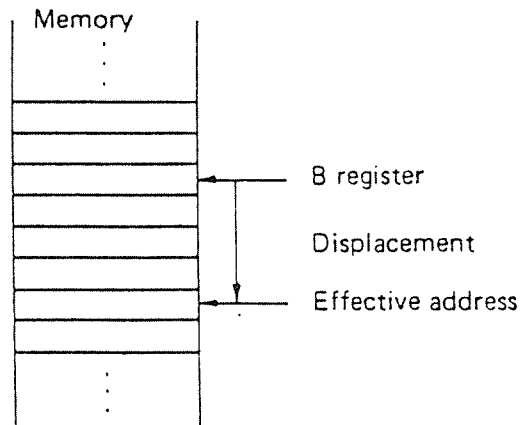 Memory
B register
Displacement
Effective address